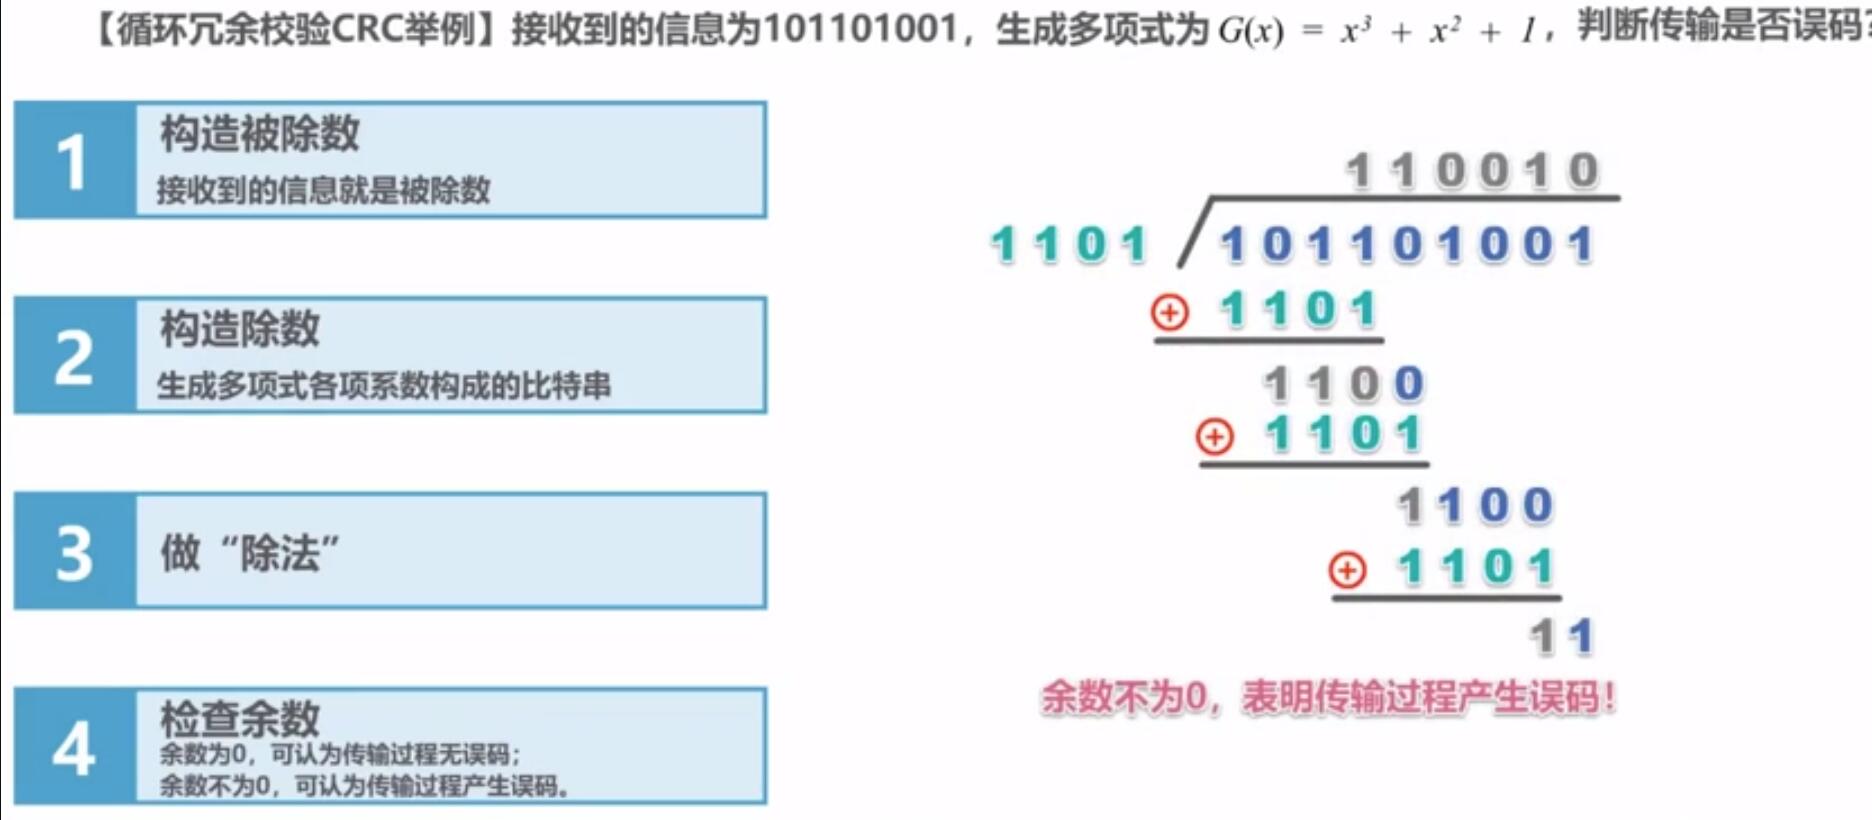 【循环冗余校验CRC举例】接收到的信息为101101001，生成多项式为 G(x) = x³ + x² + 1，判断传输是否误码?
1
构造被除数
接收到的信息就是被除数
2
构造除数
生成多项式各项系数构成的比特串
3
做“除法”
4
检查余数
余数为0，可认为传输过程无误码；
余数不为0，可认为传输过程产生误码。
110010
1101 101101001
⊕ 1101
1100
⊕ 1101
1100
⊕ 1101
11
余数不为0，表明传输过程产生误码！